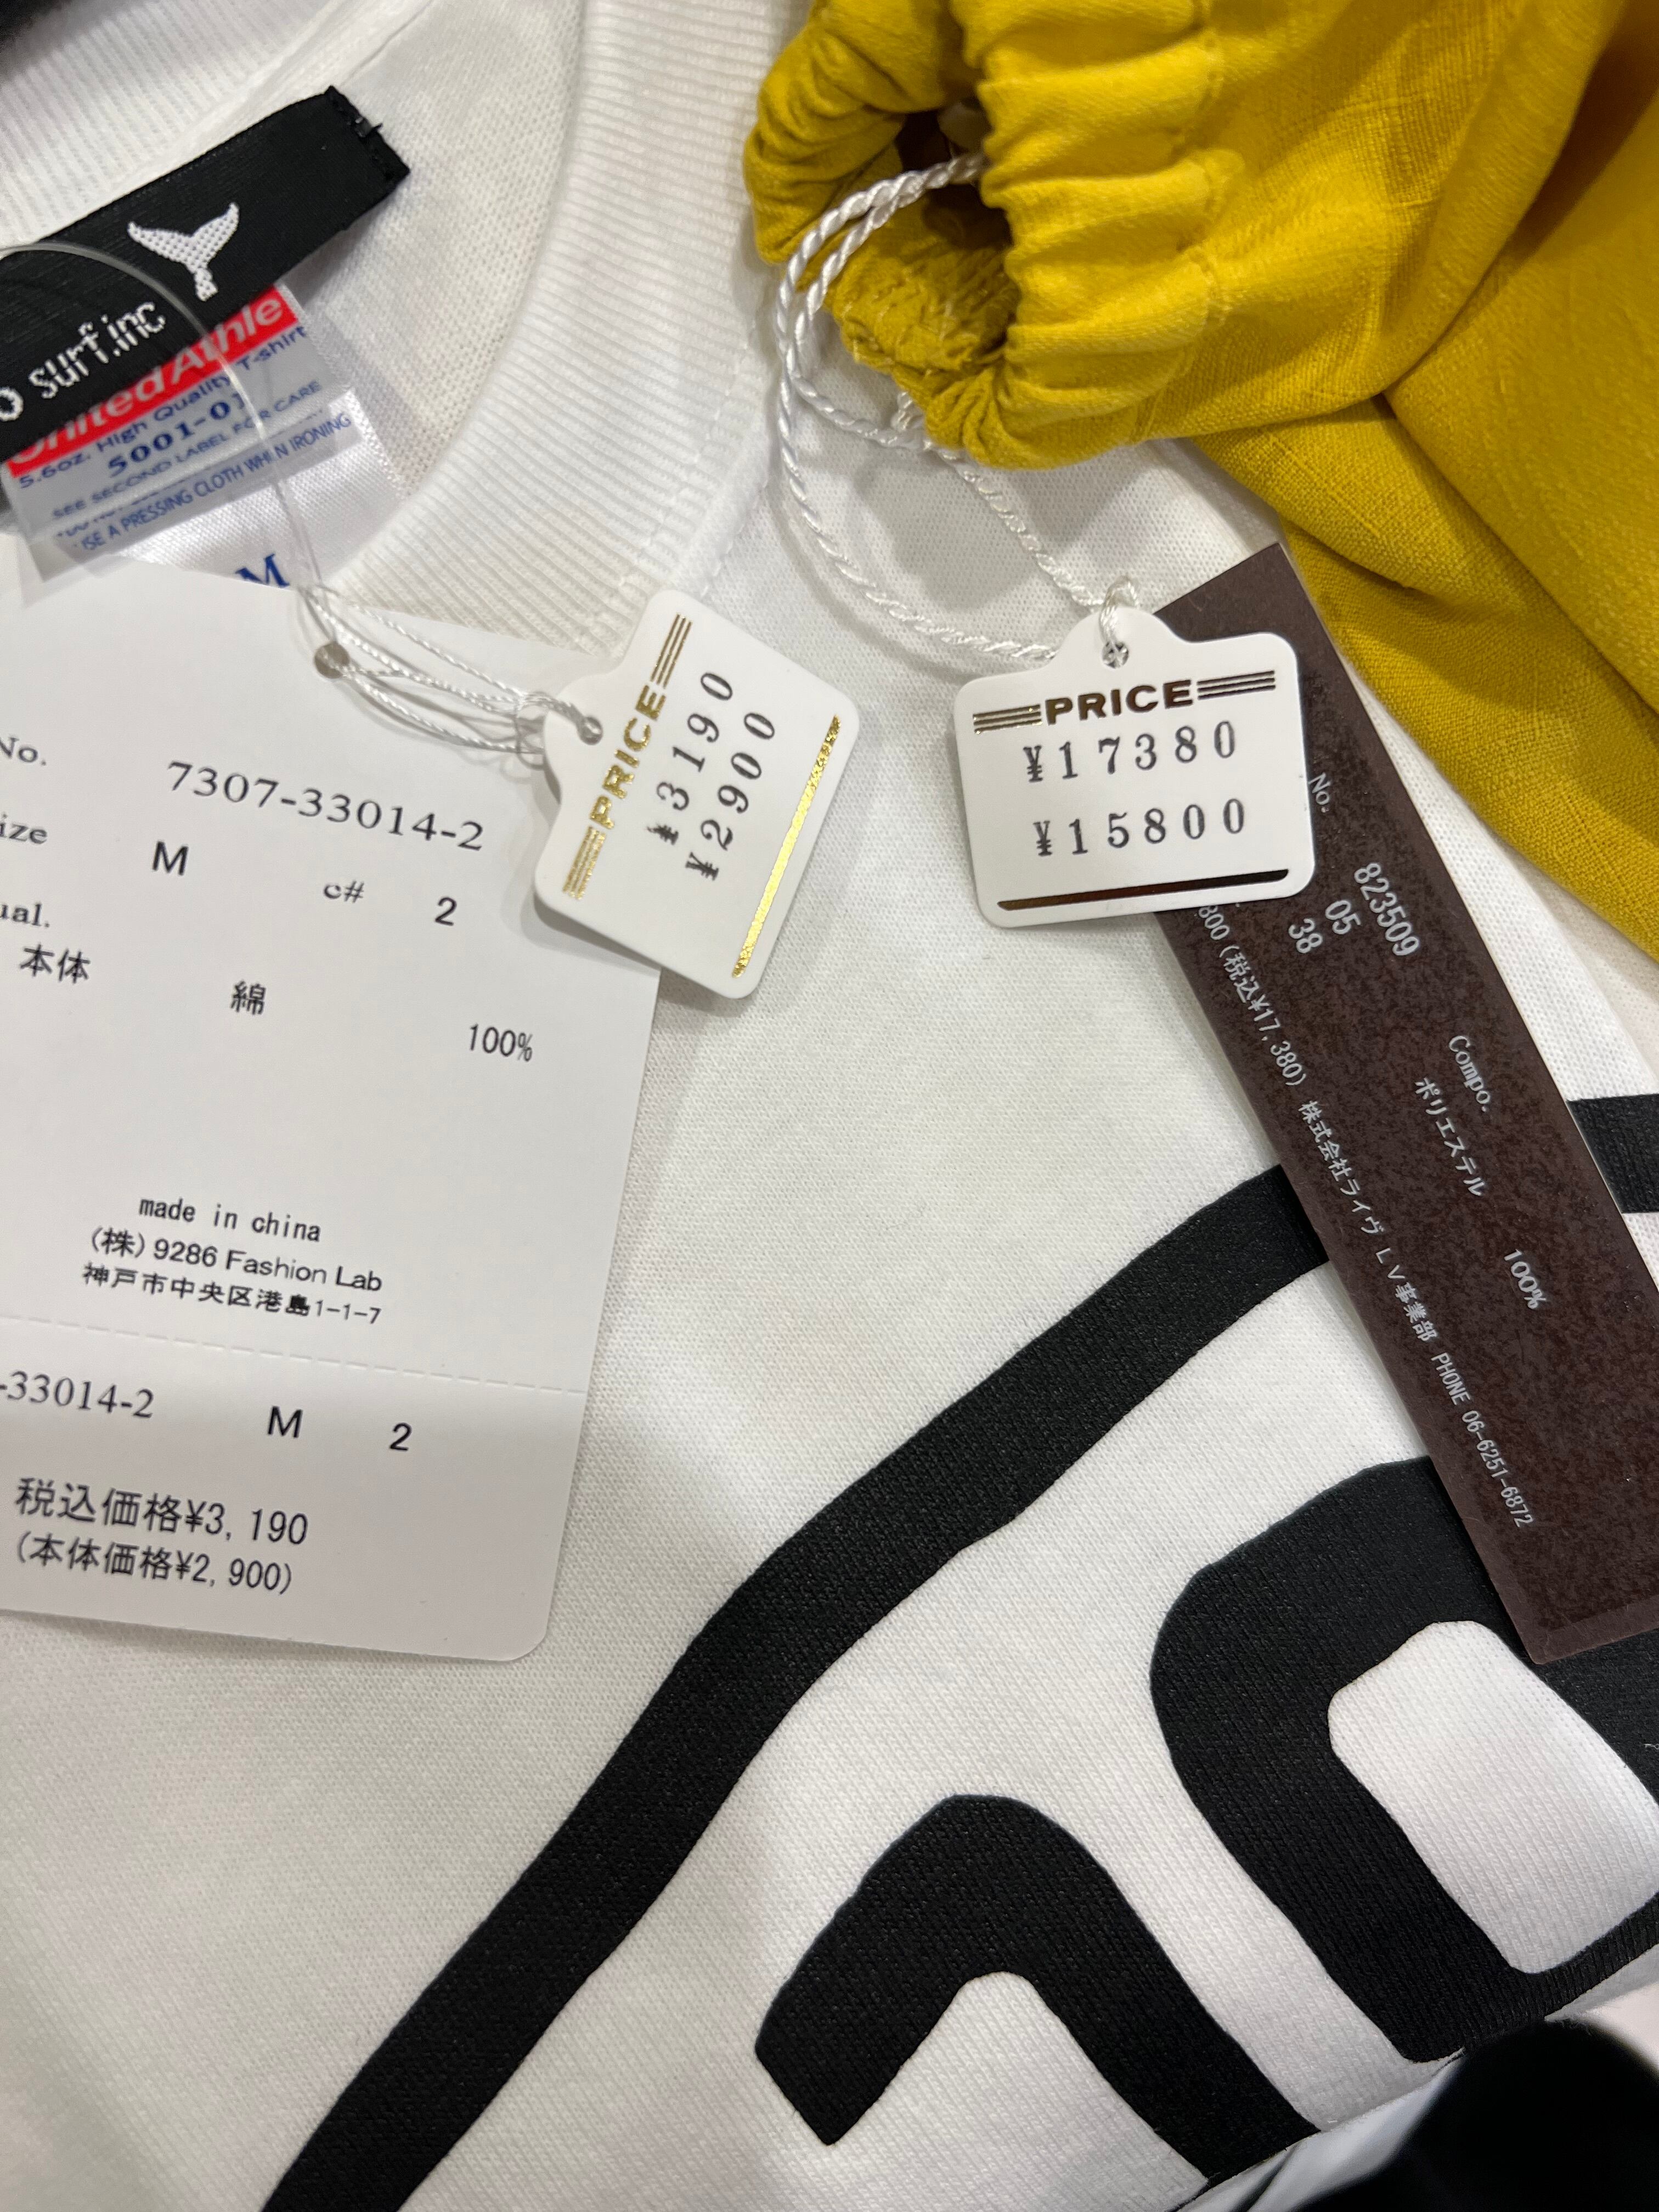 surf.inc
United Athle
5.6oz. High Quality T-shirt
5001-01
SEE SECOND LABEL FOR CARE
USE A PRESSING CLOTH WHEN IRONING
M
No.
7307-33014-2
M
c#
2
本体
綿
100%
made in china
(株) 9286 Fashion Lab
神戸市中央区港島1-1-7
-33014-2
M
2
税込価格¥3,190
(本体価格¥2,900)
PRICE
¥3190
¥2900
PRICE
¥17380
¥15800
No.
823509
05
38
Compo.
ポリエステル
100%
800 (税込¥17,380) 株式会社ライヴ LV事業部 PHONE 06-6251-6872